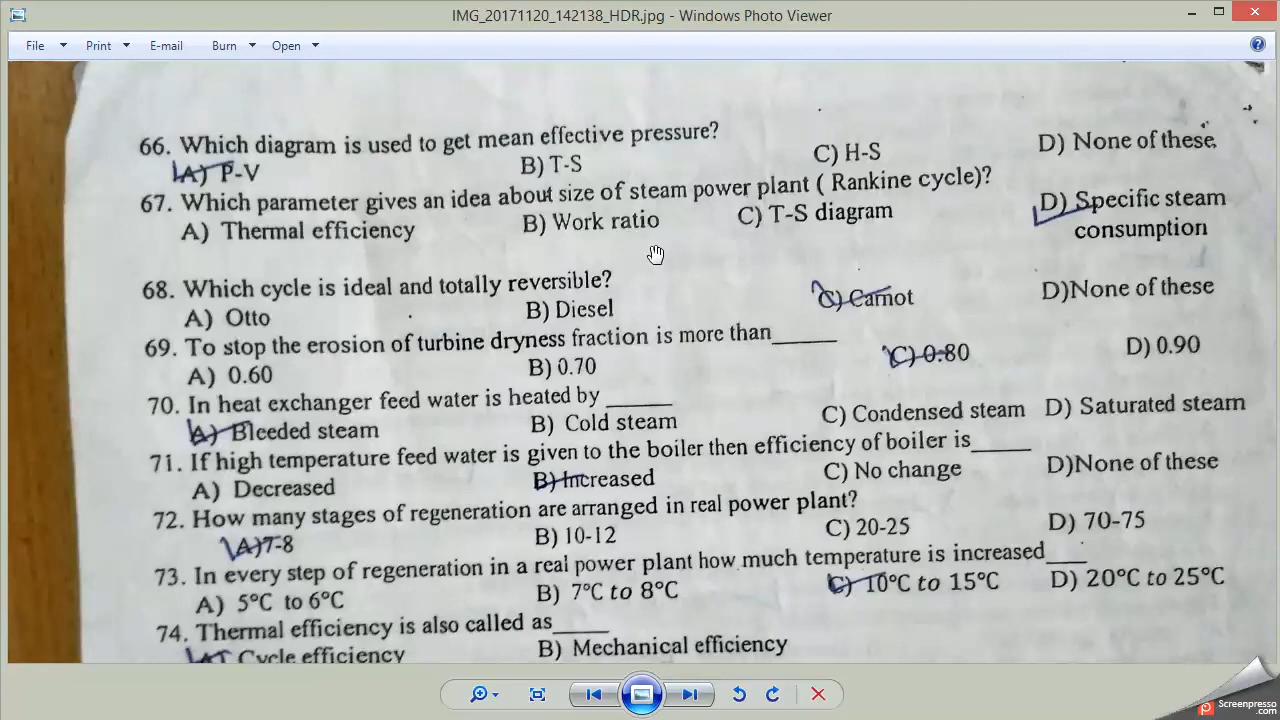 IMG_20171120_142138_HDR.jpg - Windows Photo Viewer
File Print E-mail Burn Open
66. Which diagram is used to get mean effective pressure?
A) P-V B) T-S C) H-S D) None of these.
67. Which parameter gives an idea about size of steam power plant ( Rankine cycle)?
A) Thermal efficiency B) Work ratio C) T-S diagram D) Specific steam
consumption
68. Which cycle is ideal and totally reversible?
A) Otto B) Diesel C) Carnot D)None of these
69. To stop the erosion of turbine dryness fraction is more than______
A) 0.60 B) 0.70 C) 0.80 D) 0.90
70. In heat exchanger feed water is heated by ______
A) Bleeded steam B) Cold steam C) Condensed steam D) Saturated steam
71. If high temperature feed water is given to the boiler then efficiency of boiler is_____
A) Decreased B) Increased C) No change D)None of these
72. How many stages of regeneration are arranged in real power plant?
A)7-8 B) 10-12 C) 20-25 D) 70-75
73. In every step of regeneration in a real power plant how much temperature is increased____
A) 5°C to 6°C B) 7°C to 8°C C) 10°C to 15°C D) 20°C to 25°C
74. Thermal efficiency is also called as_____
A) Cycle efficiency B) Mechanical efficiency
Screenpresso
.com